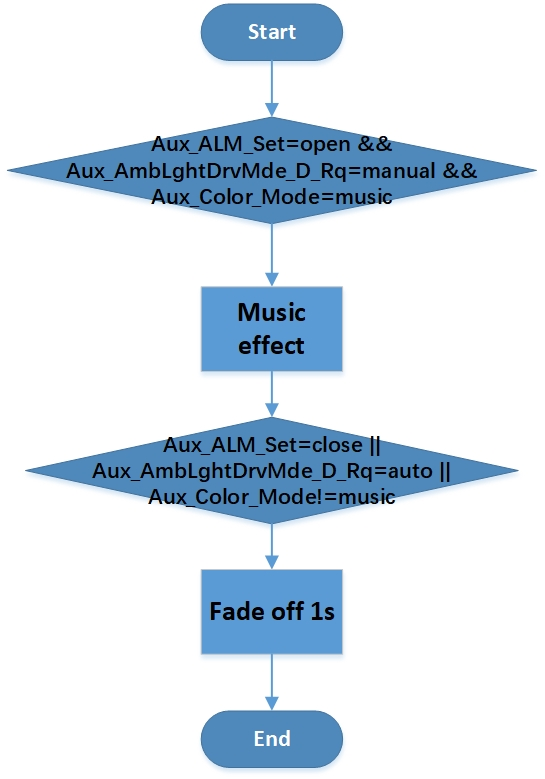 Start
Aux_ALM_Set=open &&
Aux_AmbLghtDrvMde_D_Rq=manual &&
Aux_Color_Mode=music
Music
effect
Aux_ALM_Set=close ||
Aux_AmbLghtDrvMde_D_Rq=auto ||
Aux_Color_Mode!=music
Fade off 1s
End